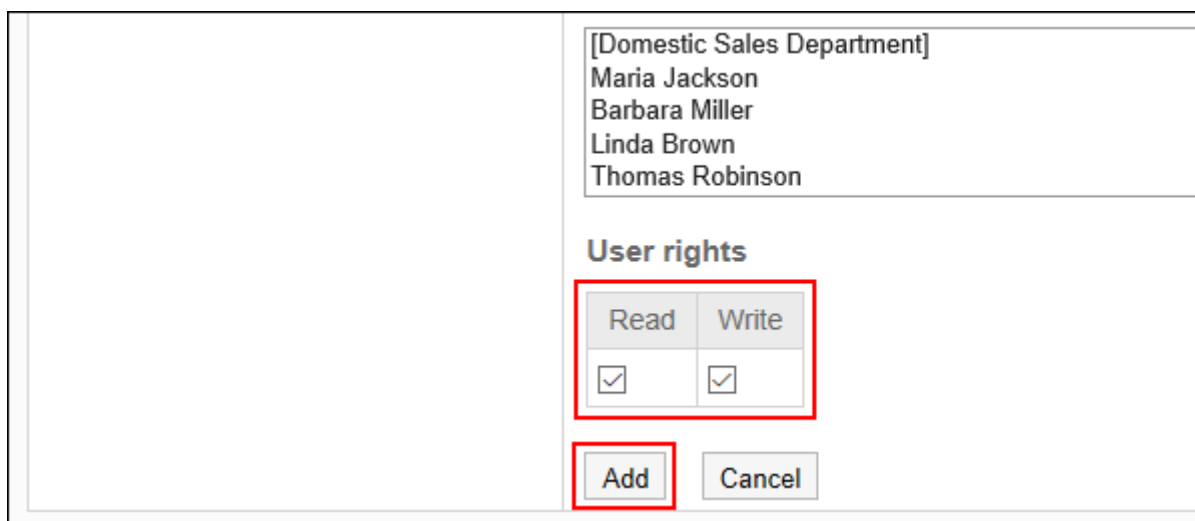 [Domestic Sales Department]
Maria Jackson
Barbara Miller
Linda Brown
Thomas Robinson
User rights
Read Write
Add Cancel